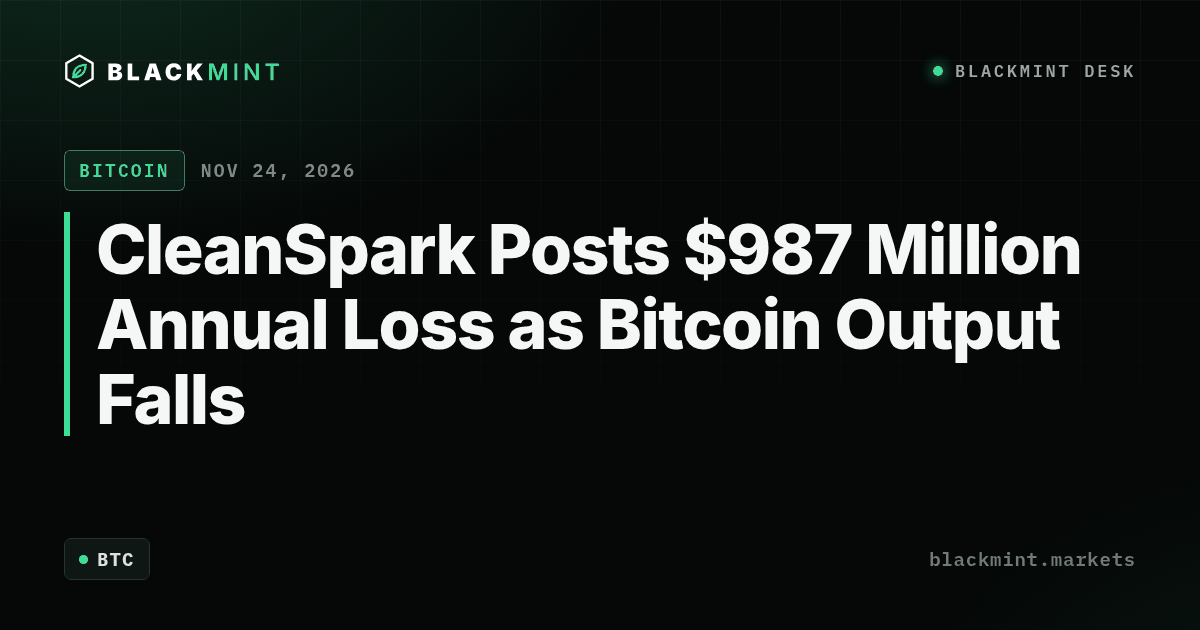 BLACKMINT
BLACKMINT DESK
BITCOIN
NOV 24, 2026
CleanSpark Posts $987 Million
Annual Loss as Bitcoin Output
Falls
BTC
blackmint.markets